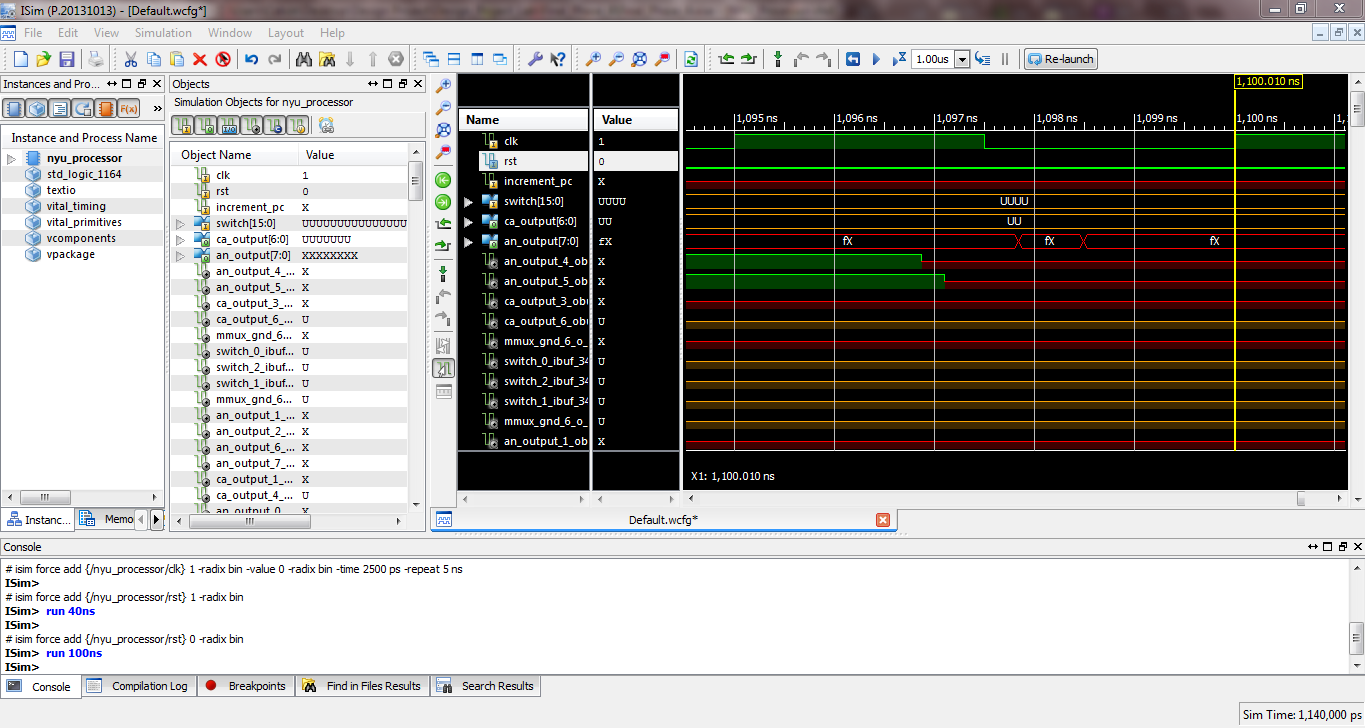 ISim (P.20131013) - [Default.wcfg*]
File Edit View Simulation Window Layout Help
1.00us Re-launch
Instances and Pro...
Instance and Process Name
nyu_processor
std_logic_1164
textio
vital_timing
vital_primitives
vcomponents
vpackage
Instanc... Memo
Objects
Simulation Objects for nyu_processor
Object Name Value
clk 1
rst 0
increment_pc X
switch[15:0] UUUUUUUUUUUUUUUU
ca_output[6:0] UUUUUUU
an_output[7:0] XXXXXXXX
an_output_4_... X
an_output_5_... X
ca_output_3_... X
ca_output_6_... U
mmux_gnd_6... X
switch_0_ibuf... U
switch_2_ibuf... U
switch_1_ibuf... U
mmux_gnd_6... U
an_output_1_... X
an_output_2_... X
an_output_6_... X
an_output_7_... X
ca_output_1_... X
ca_output_4_... U
an_output_0 X
Name Value
clk 1
rst 0
increment_pc X
switch[15:0] UUUU
ca_output[6:0] UU
an_output[7:0] fX
an_output_4_ob X
an_output_5_ob X
ca_output_3_ob X
ca_output_6_ob U
mmux_gnd_6_o_ X
switch_0_ibuf_34 U
switch_2_ibuf_34 U
switch_1_ibuf_34 U
mmux_gnd_6_o_ U
an_output_1_ob X
1,100.010 ns
1,095 ns 1,096 ns 1,097 ns 1,098 ns 1,099 ns 1,100 ns 1,
UUUU
UU
fX fX fX
X1: 1,100.010 ns
Default.wcfg*
Console
# isim force add {/nyu_processor/clk} 1 -radix bin -value 0 -radix bin -time 2500 ps -repeat 5 ns
ISim>
# isim force add {/nyu_processor/rst} 1 -radix bin
ISim> run 40ns
ISim>
# isim force add {/nyu_processor/rst} 0 -radix bin
ISim> run 100ns
ISim>
Console Compilation Log Breakpoints Find in Files Results Search Results
Sim Time: 1,140,000 ps